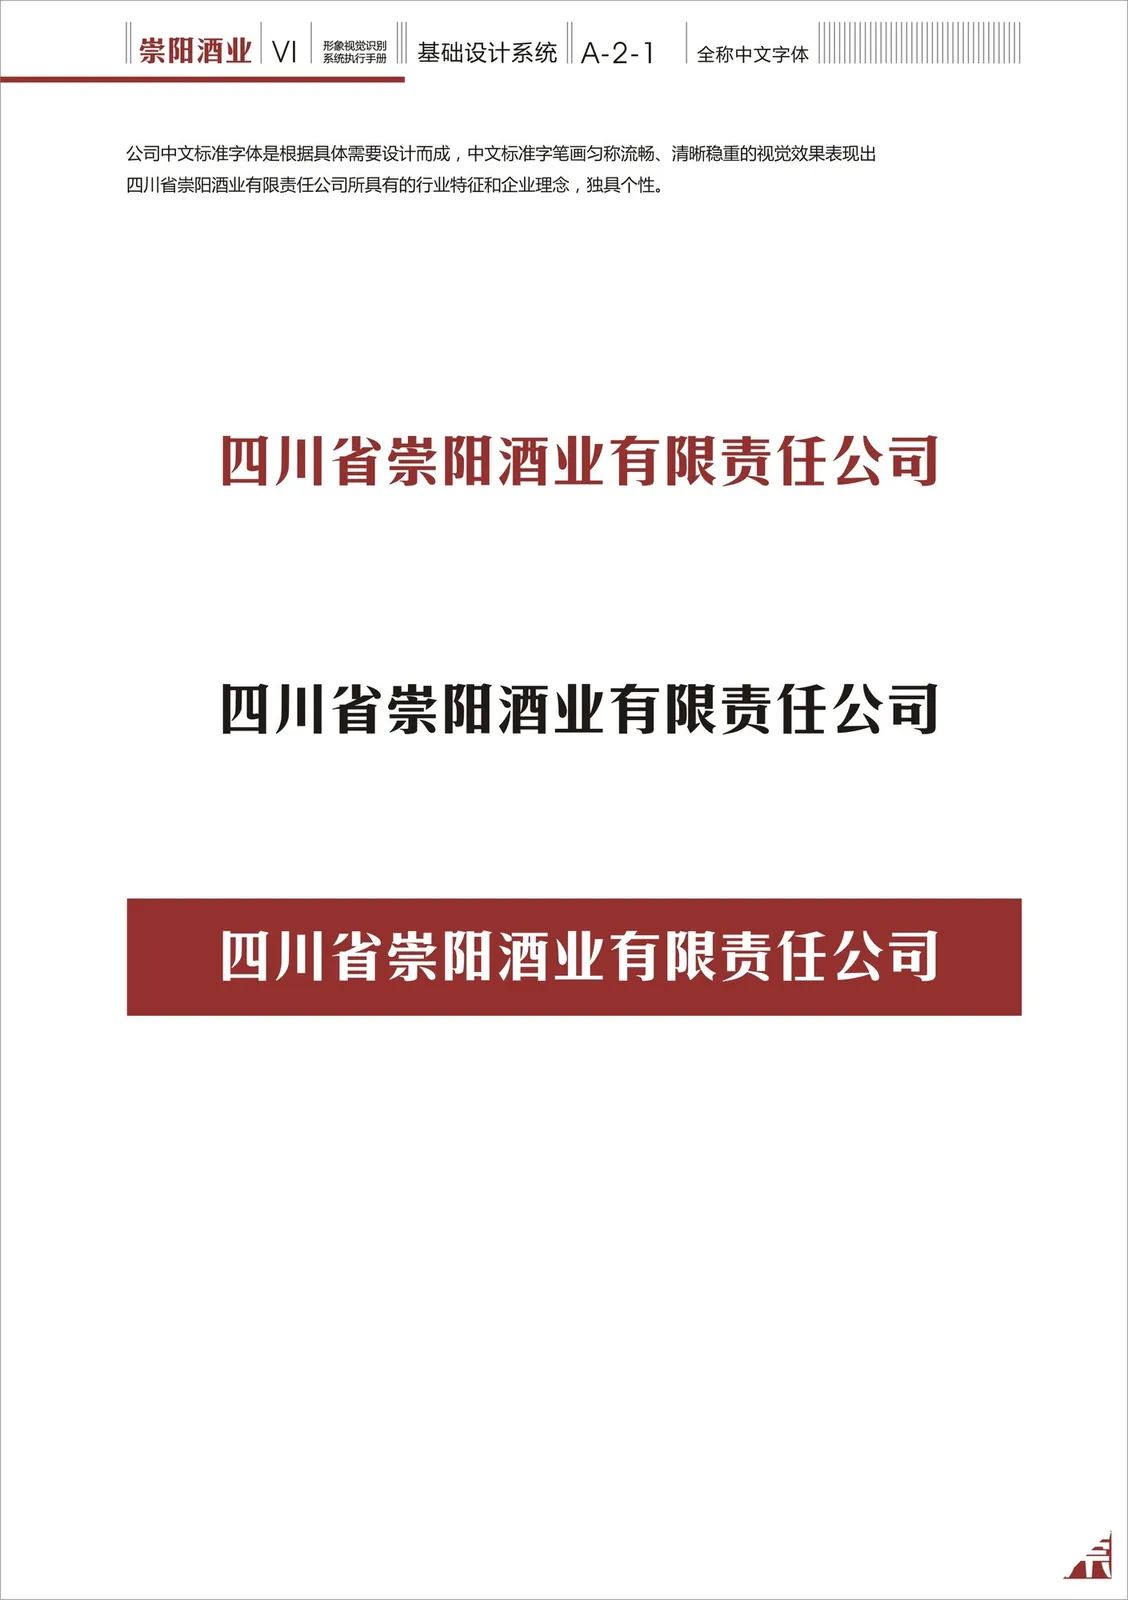 崇阳酒业 VI 形象视觉识别 基础设计系统 A-2-1 全称中文字体
系统执行手册
公司中文标准字体是根据具体需要设计而成，中文标准字笔画匀称流畅、清晰稳重的视觉效果表现出
四川省崇阳酒业有限责任公司所具有的行业特征和企业理念，独具个性。
四川省崇阳酒业有限责任公司
四川省崇阳酒业有限责任公司
四川省崇阳酒业有限责任公司